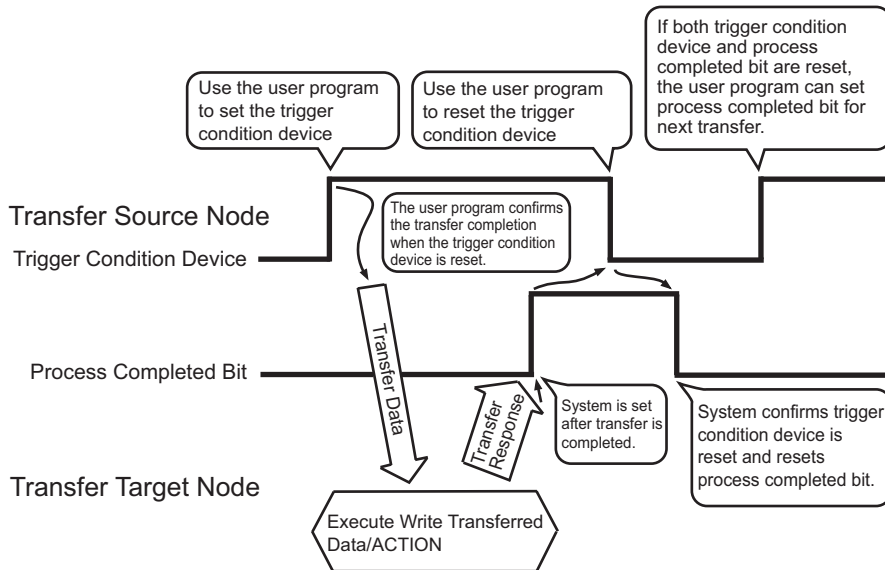 If both trigger condition
device and process
completed bit are reset,
the user program can set
process completed bit for
next transfer.
Use the user program
to set the trigger
condition device
Use the user program
to reset the trigger
condition device
Transfer Source Node
The user program confirms
the transfer completion
when the trigger condition
device is reset.
Trigger Condition Device
Transfer Data
Process Completed Bit
Transfer
Response
System is set
after transfer is
completed.
System confirms trigger
condition device is
reset and resets
process completed bit.
Transfer Target Node
Execute Write Transferred
Data/ACTION